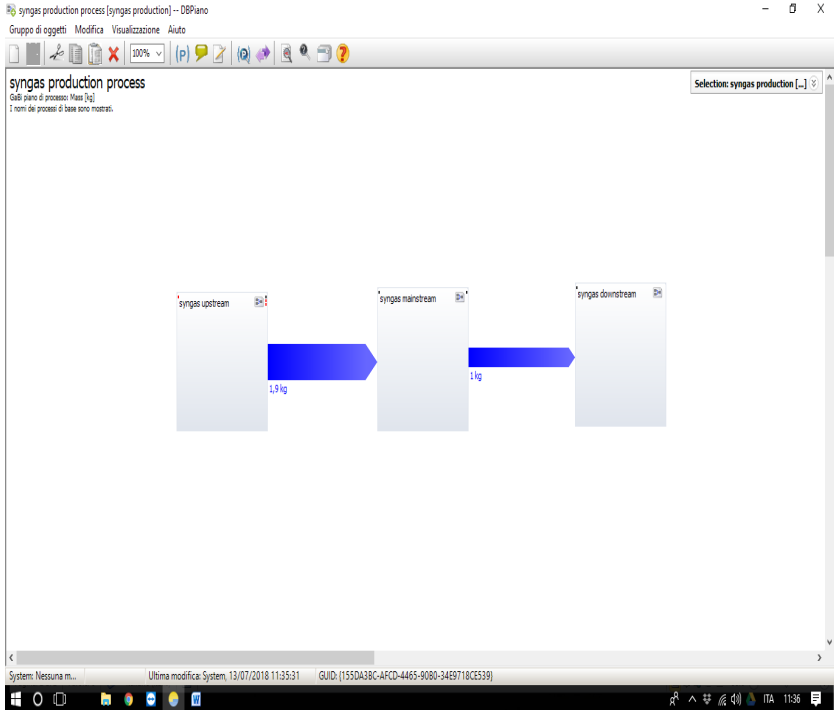 syngas production process [syngas production] -- DBPiano
Gruppo di oggetti Modifica Visualizzazione Aiuto
100% (P)
syngas production process
GaBi piano di processo: Mass [kg]
I nomi dei processi di base sono mostrati.
Selection: syngas production [...]
syngas upstream
syngas mainstream
syngas downstream
1,9 kg
1 kg
System: Nessuna m... Ultima modifica: System, 13/07/2018 11:35:31 GUID: {155DA3BC-AFCD-4465-90B0-34E9718CE539}
ITA 11:36